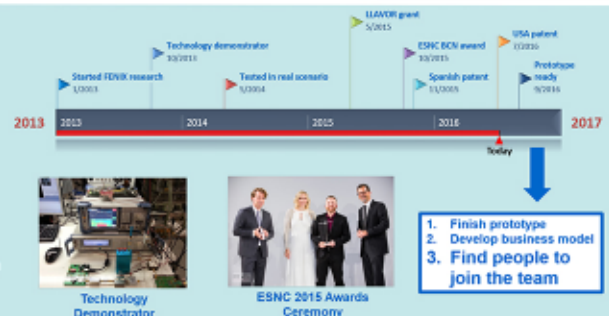 LLAVOR grant
5/2015
Technology demonstrator
10/2013
ESNC BCN award
10/2015
USA patent
7/2016
Started FENIX research
1/2013
Tested in real scenario
5/2014
Spanish patent
11/2015
Prototype
ready
9/2016
2013
2013
2014
2015
2016
2017
Today
1. Finish prototype
2. Develop business model
3. Find people to
join the team
Technology
Demonstrator
ESNC 2015 Awards
Ceremony